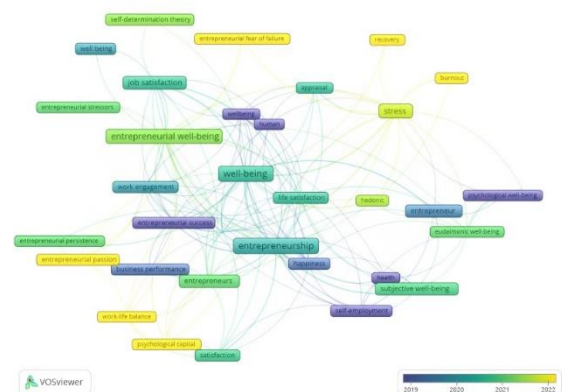 self-determination theory
entrepreneurial fear of failure
recovery
well being
burnout
job satisfaction
appraisal
entrepreneurial stressors
stress
wellbeing
human
entrepreneurial well-being
well-being
work engagement
life satisfaction
hedonic
psychological well-being
entrepreneur
entrepreneurial success
eudaimonic well-being
entrepreneurial persistence
entrepreneurship
entrepreneurial passion
business performance
happiness
entrepreneurs
health
subjective well-being
self-employment
work-life balance
psychological capital
satisfaction
VOSviewer
2019 2020 2021 2022